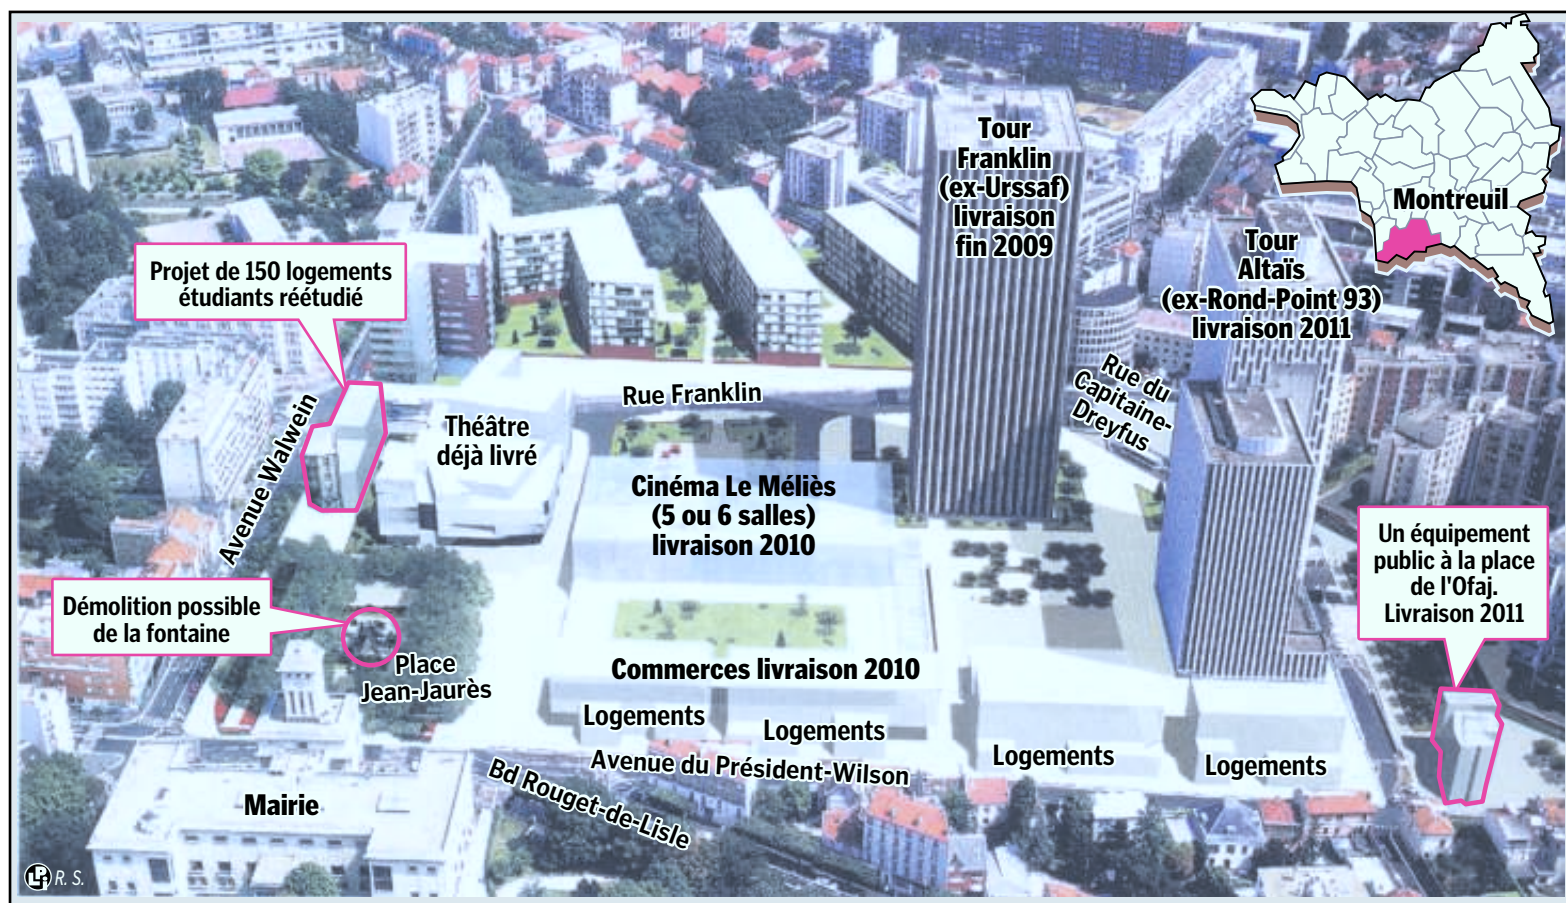 Tour
Franklin
(ex-Urssaf)
livraison
fin 2009
Montreuil
Tour
Altaïs
(ex-Rond-Point 93)
livraison 2011
Projet de 150 logements
étudiants réétudié
Rue Franklin
Rue du
Capitaine-
Dreyfus
Avenue Walwein
Théâtre
déjà livré
Cinéma Le Méliès
(5 ou 6 salles)
livraison 2010
Un équipement
public à la place
de l'Ofaj.
Livraison 2011
Démolition possible
de la fontaine
Place
Jean-Jaurès
Commerces livraison 2010
Logements
Logements
Logements
Logements
Avenue du Président-Wilson
Bd Rouget-de-Lisle
Mairie
LPI R. S.